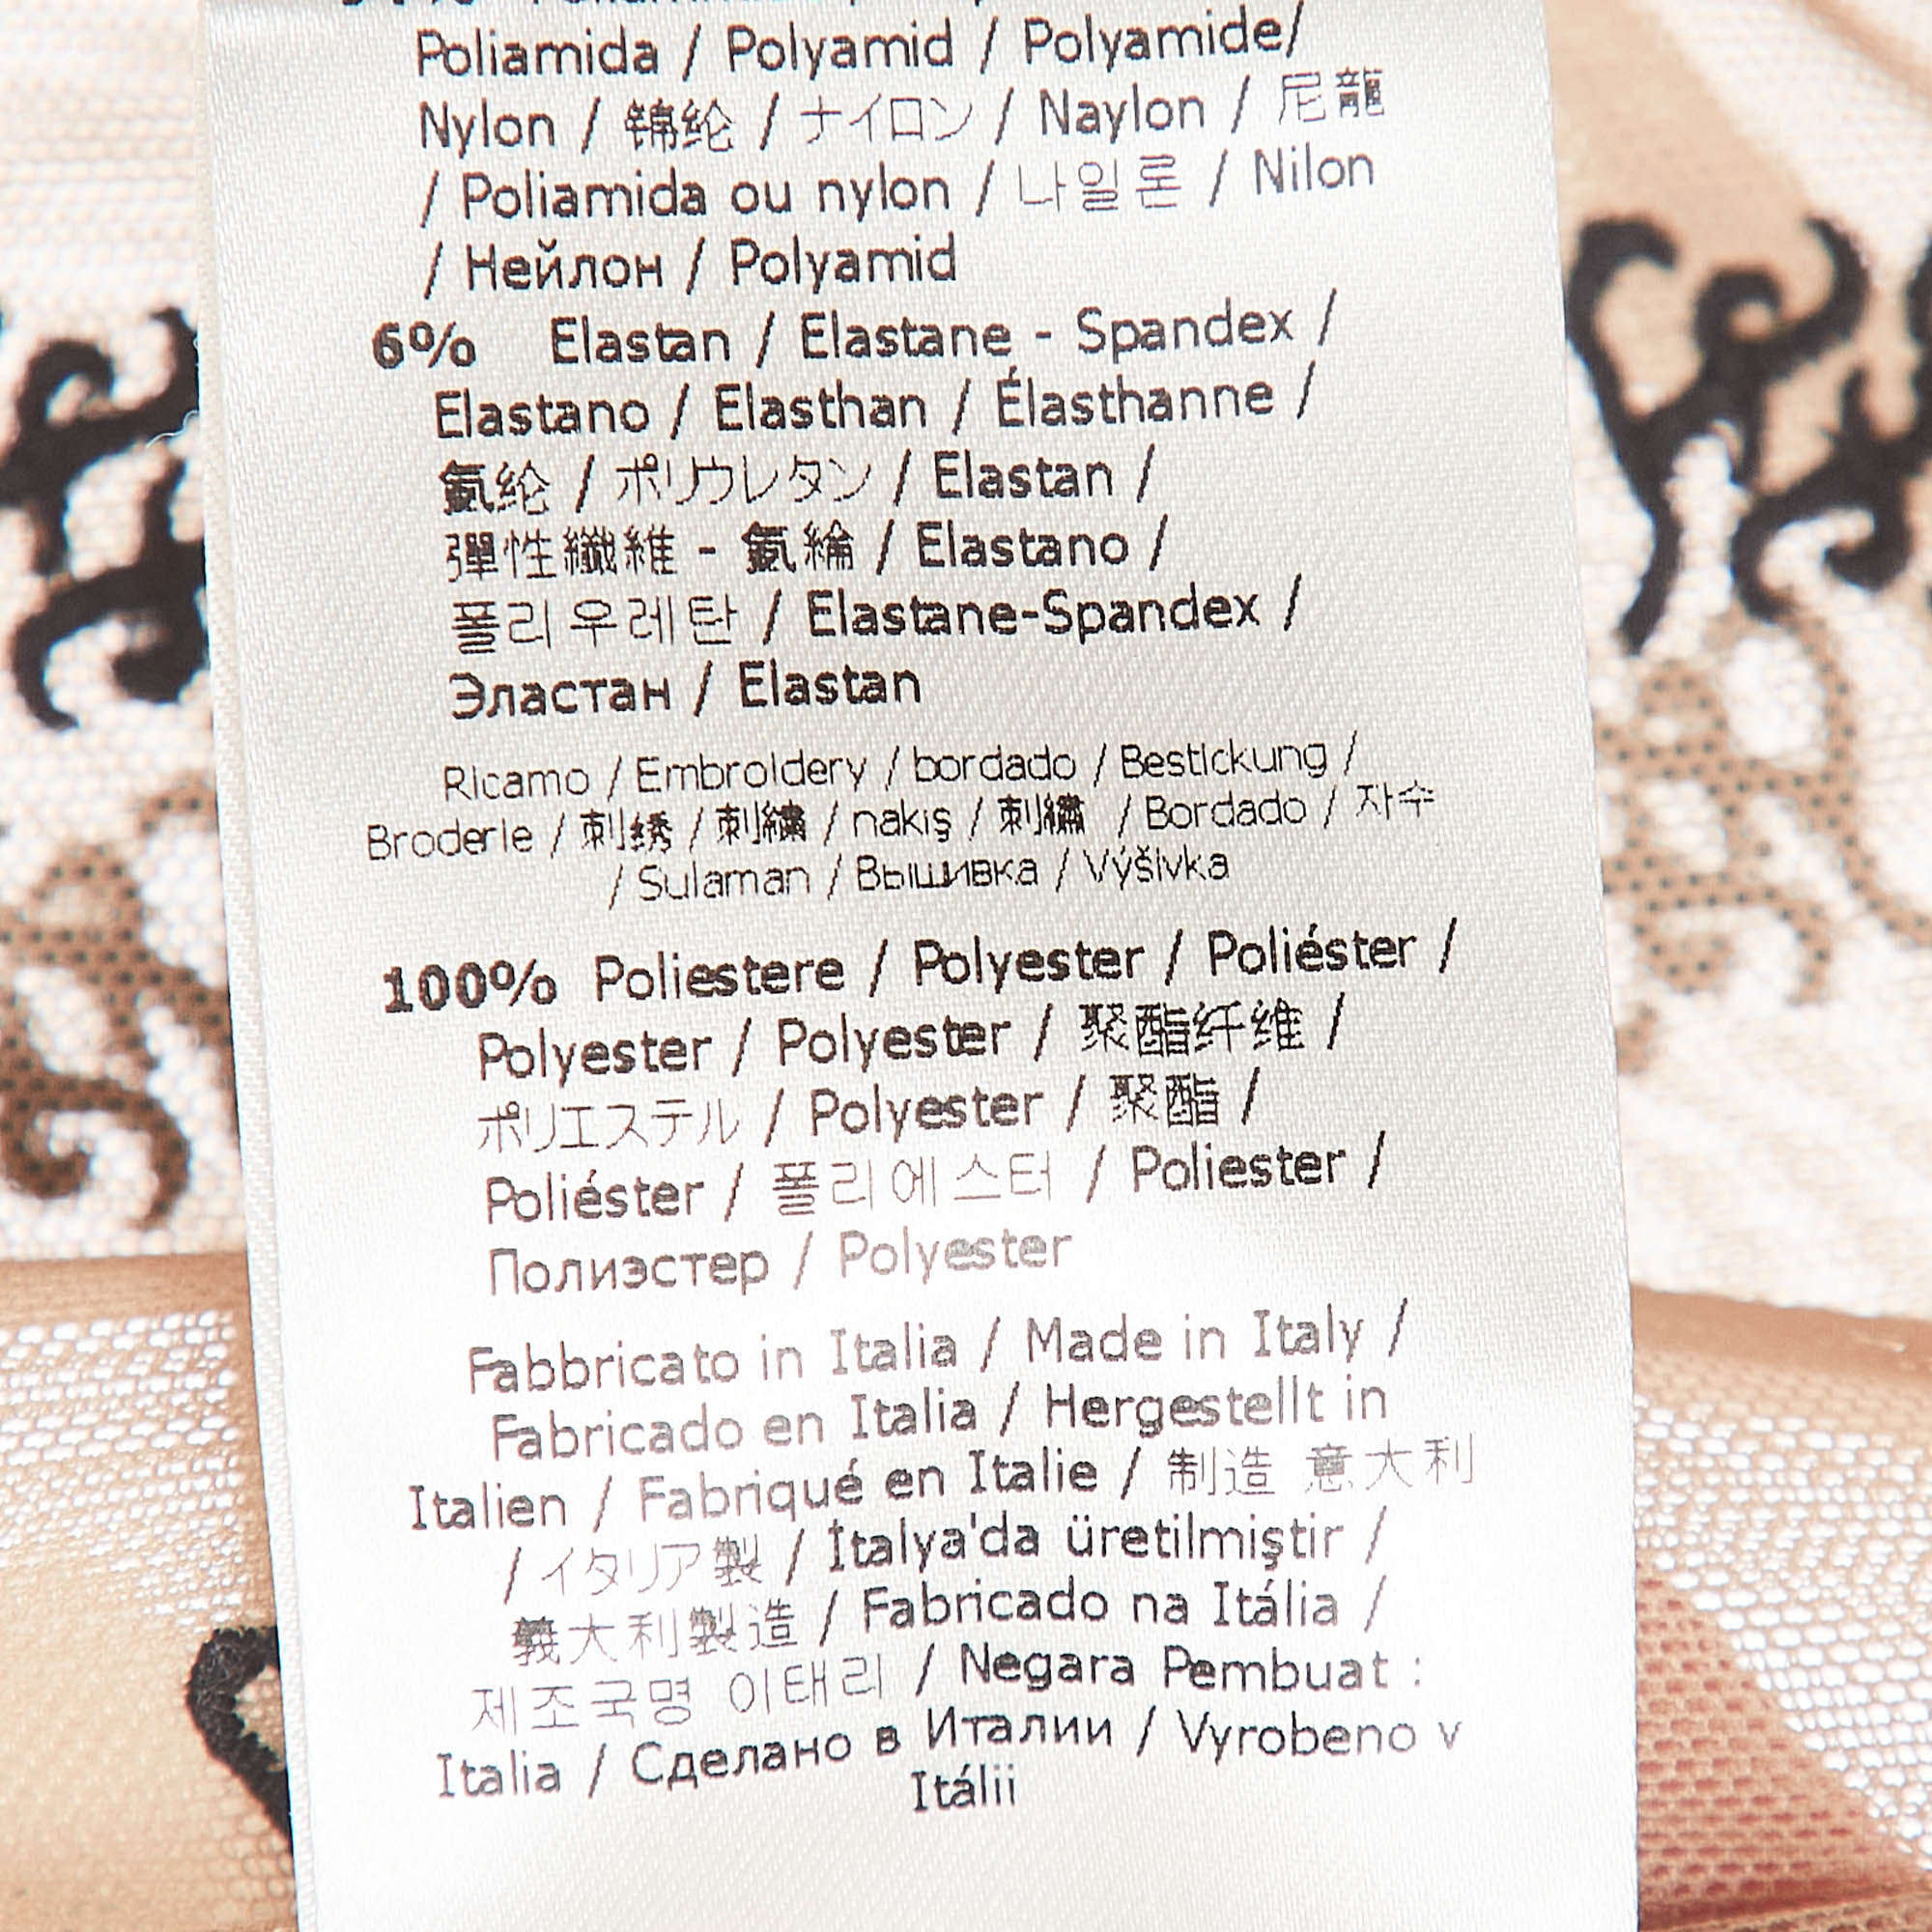 Poliamida / Polyamid / Polyamide/
Nylon / 锦纶 / ナイロン / Naylon / 尼龍
/ Poliamida ou nylon / 나일론 / Nilon
/ Нейлон / Polyamid
6% Elastan / Elastane - Spandex /
Elastano / Elasthan / Élasthanne /
氨纶 / ポリウレタン / Elastan /
彈性纖維 - 氨綸 / Elastano /
폴리우레탄 / Elastane-Spandex /
Эластан / Elastan
Ricamo / Embroidery / bordado / Bestickung /
Broderie / 刺绣 / 刺繍 / nakış / 刺繡 / Bordado / 자수
/ Sulaman / Вышивка / Výšivka
100% Poliestere / Polyester / Poliéster /
Polyester / Polyester / 聚酯纤维 /
ポリエステル / Polyester / 聚酯 /
Poliéster / 폴리에스터 / Poliester /
Полиэстер / Polyester
Fabbricato in Italia / Made in Italy /
Fabricado en Italia / Hergestellt in
Italien / Fabriqué en Italie / 制造 意大利
/ イタリア製 / İtalya'da üretilmiştir /
義大利製造 / Fabricado na Itália /
제조국명 이태리 / Negara Pembuat :
Italia / Сделано в Италии / Vyrobeno v
Itálii